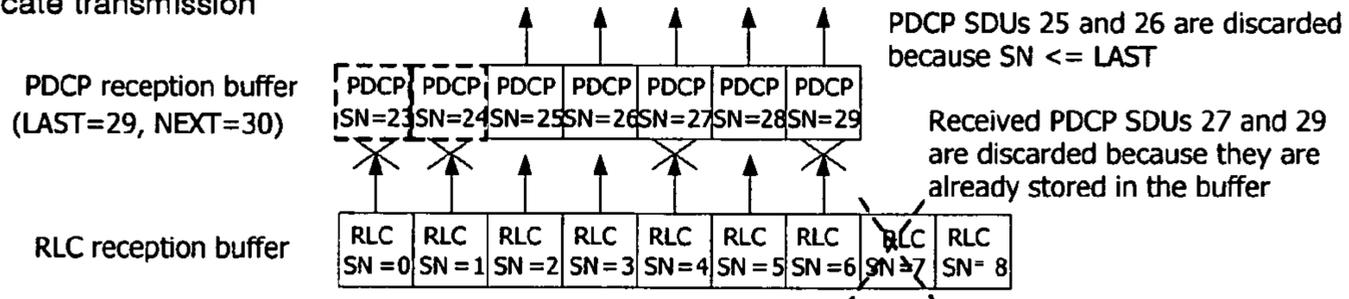 cate transmission
PDCP SDUs 25 and 26 are discarded
because SN <= LAST
PDCP reception buffer
(LAST=29, NEXT=30)
PDCP PDCP PDCP PDCP PDCP PDCP PDCP
SN=23 SN=24 SN=25 SN=26 SN=27 SN=28 SN=29
Received PDCP SDUs 27 and 29
are discarded because they are
already stored in the buffer
RLC reception buffer
RLC RLC RLC RLC RLC RLC RLC RLC RLC
SN =0 SN =1 SN =2 SN =3 SN =4 SN =5 SN =6 SN =7 SN= 8